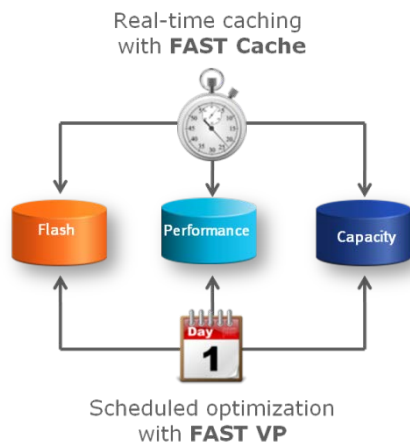 Real-time caching
with FAST Cache
Flash
Performance
Capacity
Day
1
Scheduled optimization
with FAST VP